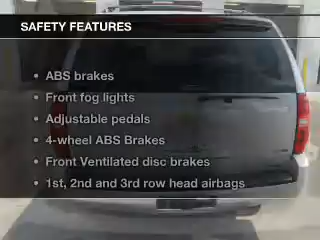 SAFETY FEATURES
• ABS brakes
• Front fog lights
• Adjustable pedals
• 4-wheel ABS Brakes
• Front Ventilated disc brakes
• 1st, 2nd and 3rd row head airbags